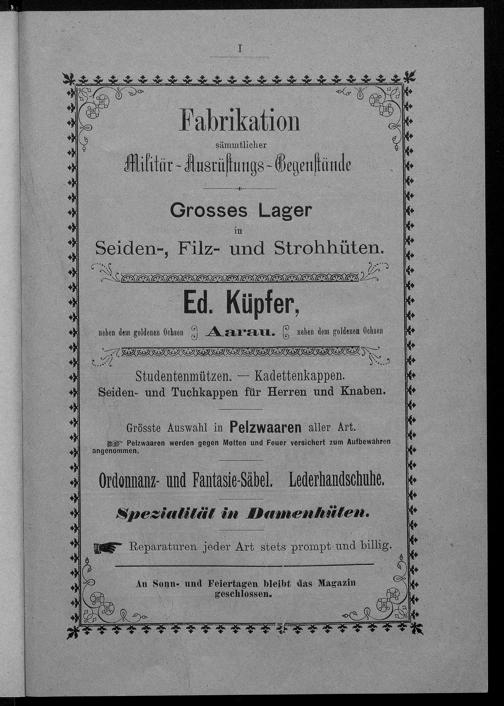 I
Fabrikation
sämmtlicher
Militär-Ausrüstungs-Gegenstände
Grosses Lager
in
Seiden-, Filz- und Strohhüten.
Ed. Küpfer,
neben dem goldenen Ochsen Aarau. neben dem goldenen Ochsen
Studentenmützen. — Kadettenkappen.
Seiden- und Tuchkappen für Herren und Knaben.
Grösste Auswahl in Pelzwaaren aller Art.
☞ Pelzwaaren werden gegen Motten und Feuer versichert zum Aufbewahren
angenommen.
Ordonnanz- und Fantasie-Säbel. Lederhandschuhe.
Spezialität in Damenhüten.
☞ Reparaturen jeder Art stets prompt und billig.
An Sonn- und Feiertagen bleibt das Magazin
geschlossen.